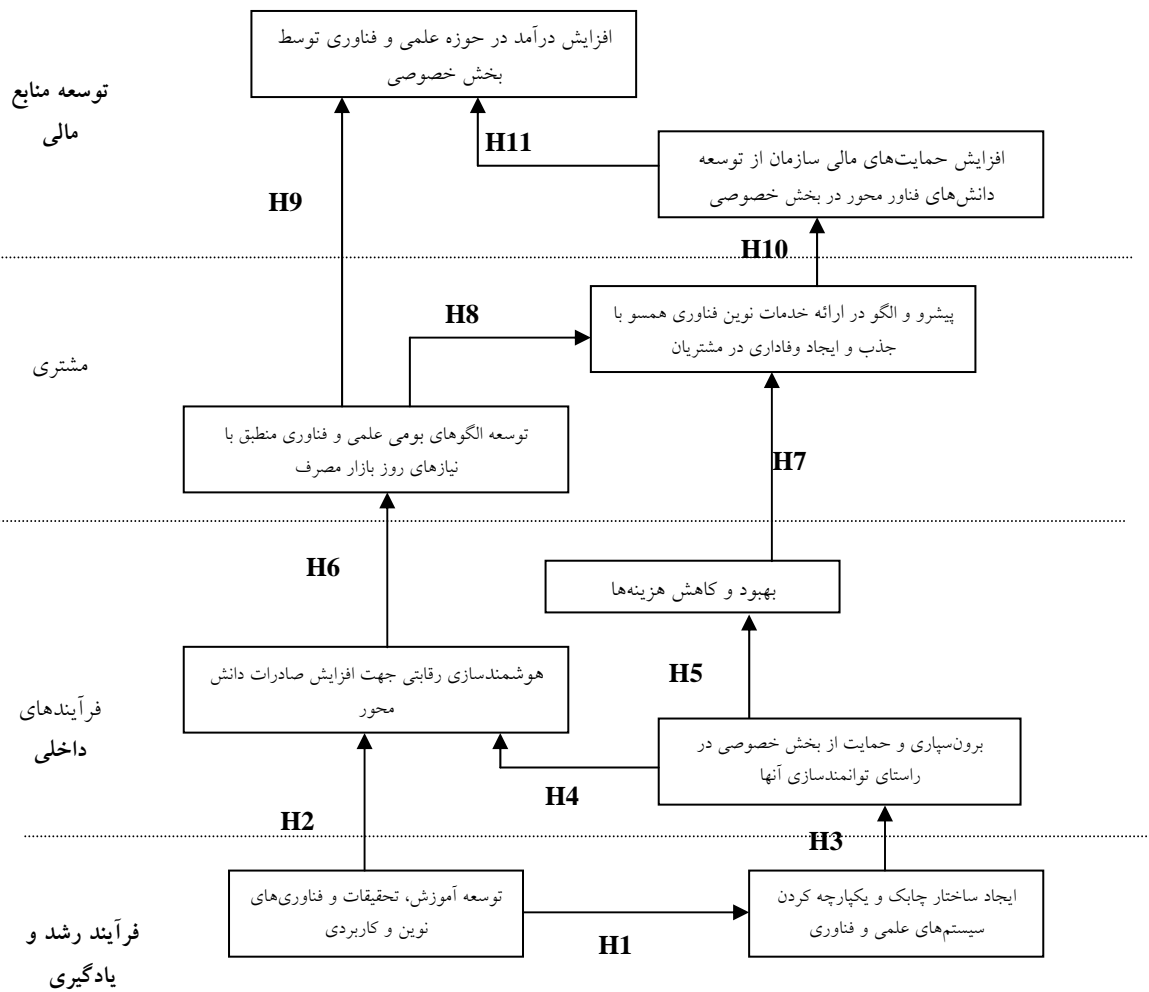 افزایش درآمد در حوزه علمی و فناوری توسط
بخش خصوصی
توسعه منابع
مالی
H11
افزایش حمایت‌های مالی سازمان از توسعه
دانش‌های فناور محور در بخش خصوصی
H9
H10
پیشرو و الگو در ارائه خدمات نوین فناوری همسو با
جذب و ایجاد وفاداری در مشتریان
H8
مشتری
توسعه الگوهای بومی علمی و فناوری منطبق با
نیازهای روز بازار مصرف
H7
H6
بهبود و کاهش هزینه‌ها
هوشمندسازی رقابتی جهت افزایش صادرات دانش
محور
H5
فرآیندهای
داخلی
برون‌سپاری و حمایت از بخش خصوصی در
راستای توانمندسازی آنها
H4
H2
H3
توسعه آموزش، تحقیقات و فناوری‌های
نوین و کاربردی
ایجاد ساختار چابک و یکپارچه کردن
سیستم‌های علمی و فناوری
H1
فرآیند رشد و
یادگیری